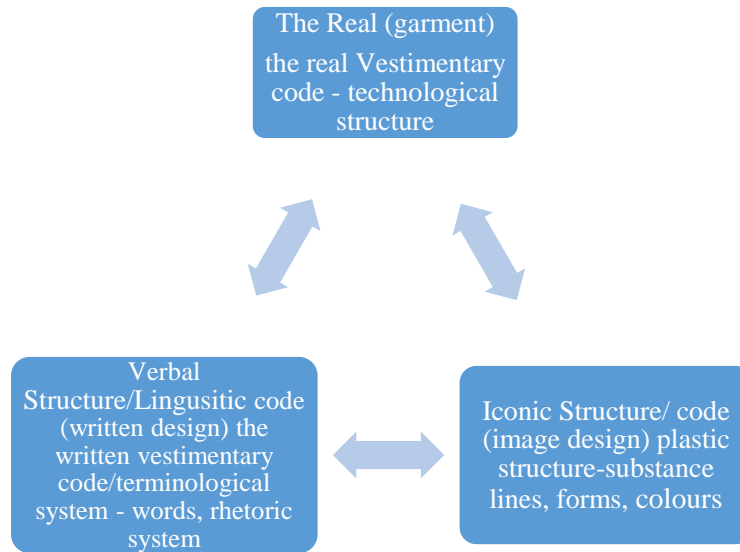 The Real (garment)
the real Vestimentary
code - technological
structure
Verbal
Structure/Lingusitic code
(written design) the
written vestimentary
code/terminological
system - words, rhetoric
system
Iconic Structure/ code
(image design) plastic
structure-substance
lines, forms, colours